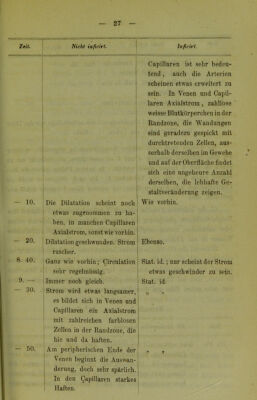 — 27 —
Zeit. Nicht inficirt. Inficirt.
Capillaren ist sehr bedeu-
tend, auch die Arterien
scheinen etwas erweitert zu
sein. In Venen und Capil-
laren Axialstrom, zahllose
weisse Blutkörperchen in der
Randzone, die Wandungen
sind geradezu gespickt mit
durchtretenden Zellen, aus-
serhalb derselben im Gewebe
und auf der Oberfläche findet
sich eine ungeheure Anzahl
derselben, die lebhafte Ge-
staltveränderung zeigen.
— 10. Die Dilatation scheint noch Wie vorhin.
etwas zugenommen zu ha-
ben, in manchen Capillaren
Axialstrom, sonst wie vorhin.
— 20. Dilatation geschwunden. Strom Ebenso.
rascher.
8. 40. Ganz wie vorhin; Circulation Stat. id.; nur scheint der Strom
sehr regelmässig. etwas geschwinder zu sein.
9. — Immer noch gleich. Stat. id.
— 30. Strom wird etwas langsamer, „ „
es bildet sich in Venen und
Capillaren ein Axialstrom
mit zahlreichen farblosen
Zellen in der Randzone, die
hie und da haften.
— 50. Am peripherischen Ende der „ „
Venen beginnt die Auswan-
derung, doch sehr spärlich.
In den Capillaren starkes
Haften.